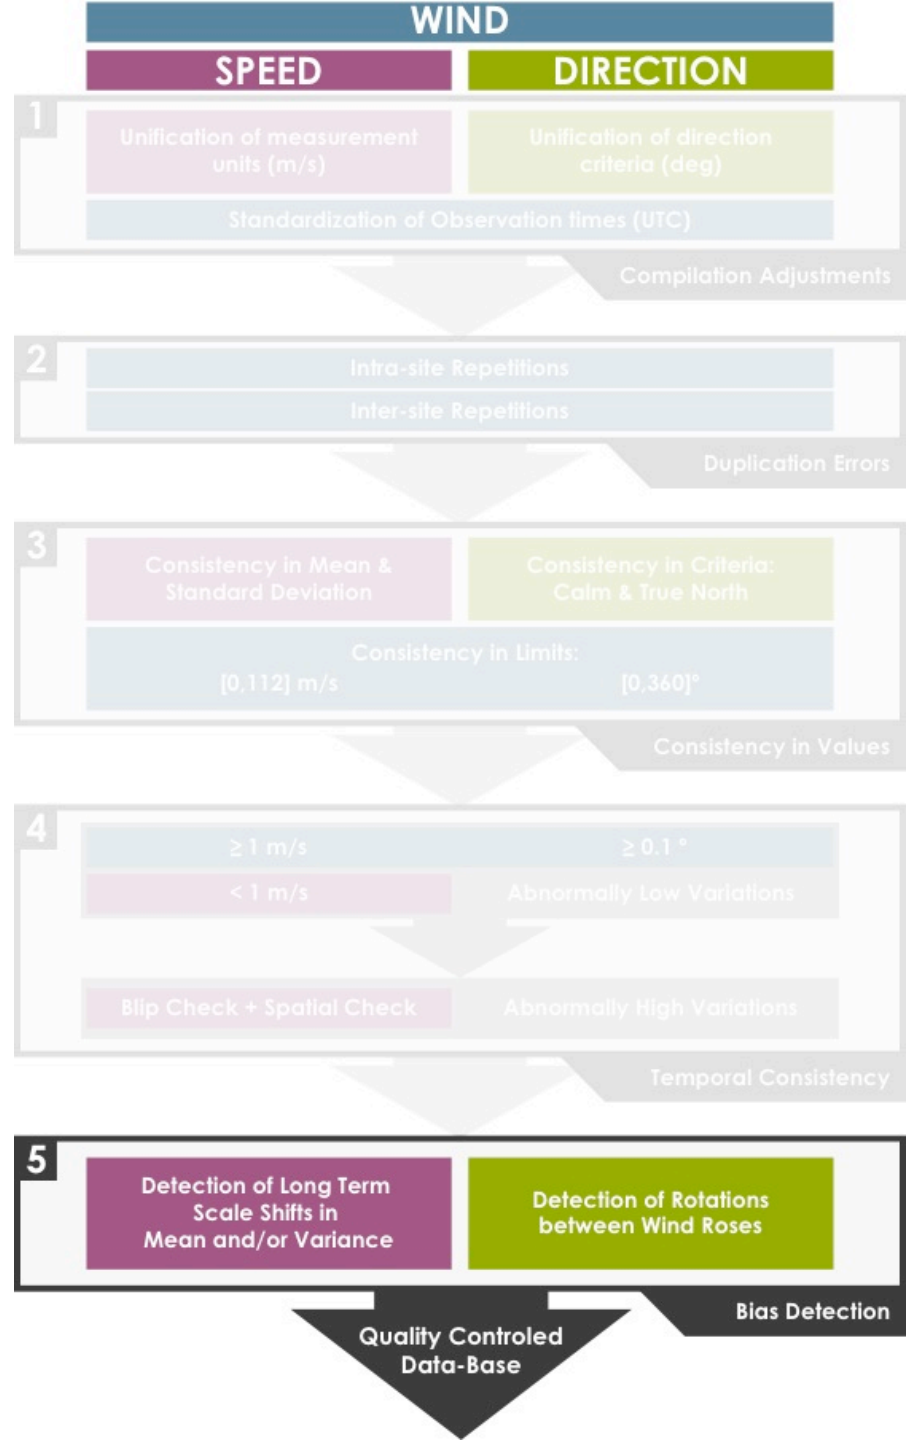 WIND
SPEED
DIRECTION
1
Unification of measurement
units (m/s)
Unification of direction
criteria (deg)
Standardization of Observation times (UTC)
Compilation Adjustments
2
Intra-site Repetitions
Inter-site Repetitions
Duplication Errors
3
Consistency in Mean &
Standard Deviation
Consistency in Criteria:
Calm & True North
Consistency in Limits:
[0,112] m/s
[0,360]º
Consistency in Values
4
≥ 1 m/s
≥ 0.1 º
< 1 m/s
Abnormally Low Variations
Blip Check + Spatial Check
Abnormally High Variations
Temporal Consistency
5
Detection of Long Term
Scale Shifts in
Mean and/or Variance
Detection of Rotations
between Wind Roses
Bias Detection
Quality Controled
Data-Base